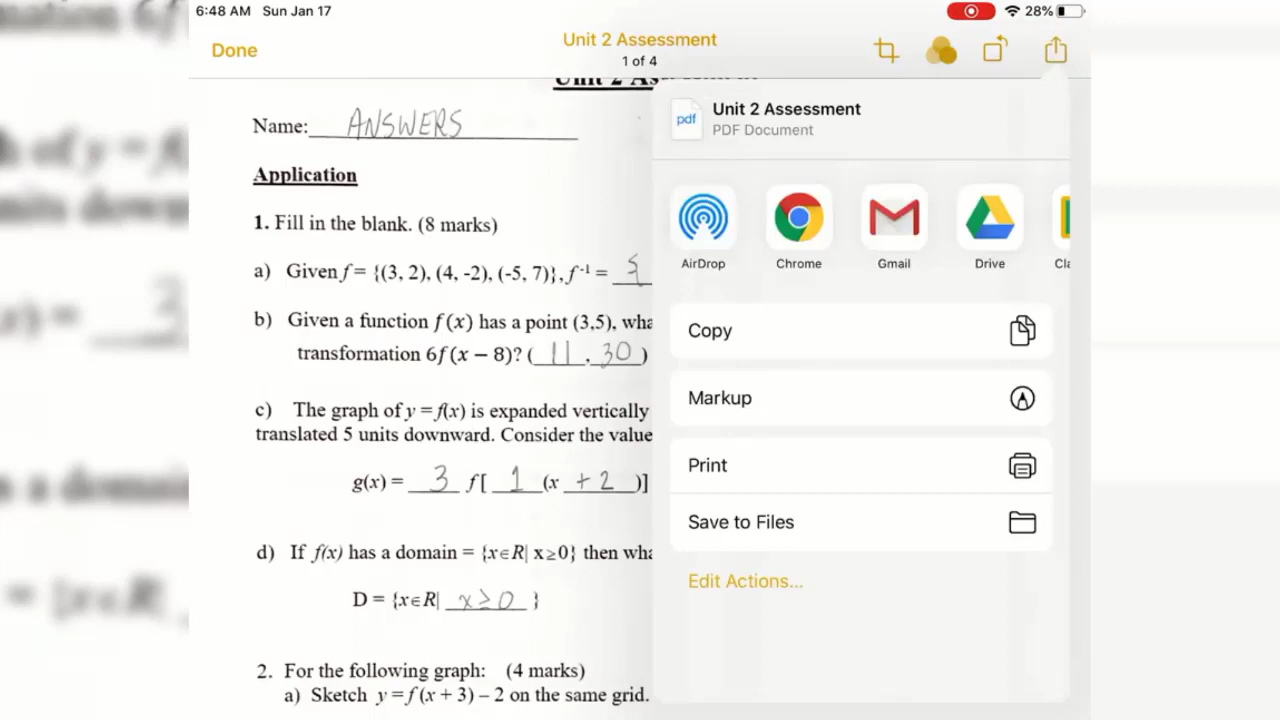 6:48 AM Sun Jan 17
28%
Done
Unit 2 Assessment
1 of 4
Name: ANSWERS
Application
1. Fill in the blank. (8 marks)
a) Given f = {(3, 2), (4, -2), (-5, 7)}, f⁻¹ =
b) Given a function f(x) has a point (3,5),
transformation 6f(x – 8)? (11, 30)
c) The graph of y = f(x) is expanded vertically
translated 5 units downward. Consider the value
g(x) = 3 f[ 1 (x + 2 )]
d) If f(x) has a domain = {x∈R| x≥0} then
D = {x∈R| x≥0 }
2. For the following graph: (4 marks)
a) Sketch y = f(x + 3) – 2 on the same grid.
pdf
Unit 2 Assessment
PDF Document
AirDrop
Chrome
Gmail
Drive
Copy
Markup
Print
Save to Files
Edit Actions...